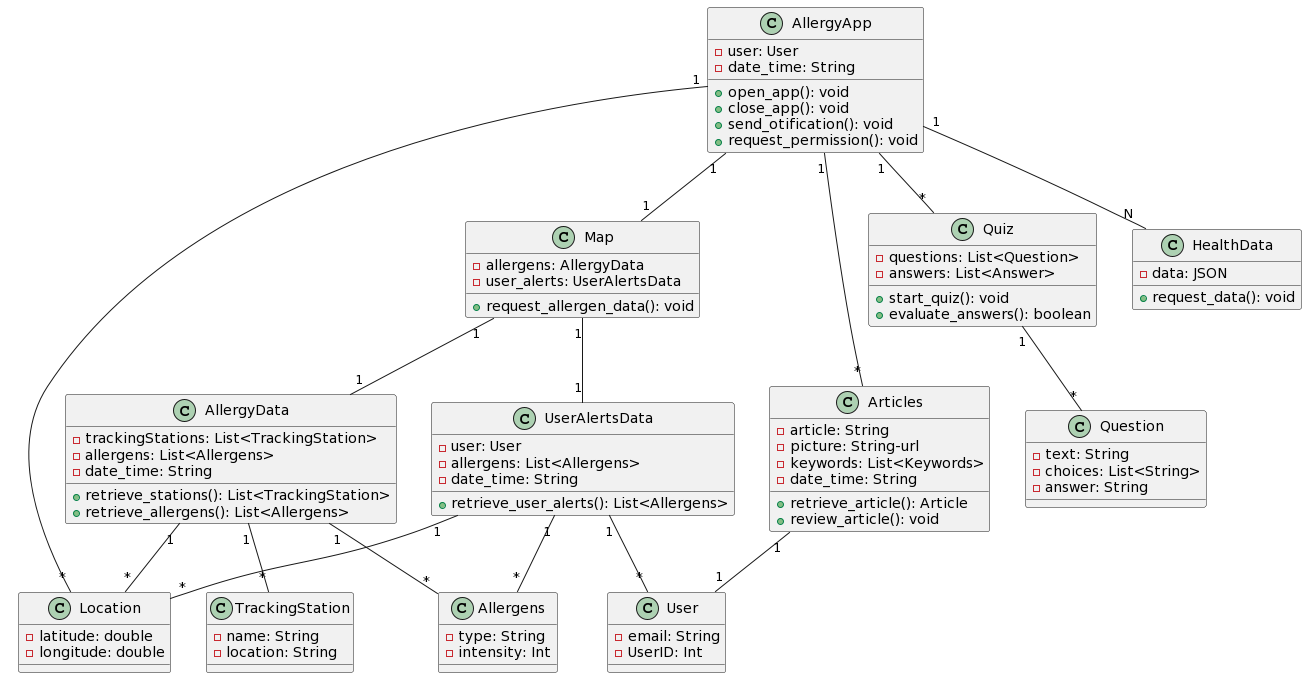 C AllergyApp
user: User
date_time: String
open_app(): void
close_app(): void
send_otification(): void
request_permission(): void
1
1
1
1
1
1
*
N
C Map
allergens: AllergyData
user_alerts: UserAlertsData
request_allergen_data(): void
C Quiz
questions: List<Question>
answers: List<Answer>
start_quiz(): void
evaluate_answers(): boolean
C HealthData
data: JSON
request_data(): void
1
1
1
1
1
*
*
C AllergyData
trackingStations: List<TrackingStation>
allergens: List<Allergens>
date_time: String
retrieve_stations(): List<TrackingStation>
retrieve_allergens(): List<Allergens>
C UserAlertsData
user: User
allergens: List<Allergens>
date_time: String
retrieve_user_alerts(): List<Allergens>
C Articles
article: String
picture: String-url
keywords: List<Keywords>
date_time: String
retrieve_article(): Article
review_article(): void
C Question
text: String
choices: List<String>
answer: String
1
1
1
1
1
1
1
*
*
*
*
*
*
*
1
C Location
latitude: double
longitude: double
C TrackingStation
name: String
location: String
C Allergens
type: String
intensity: Int
C User
email: String
UserID: Int